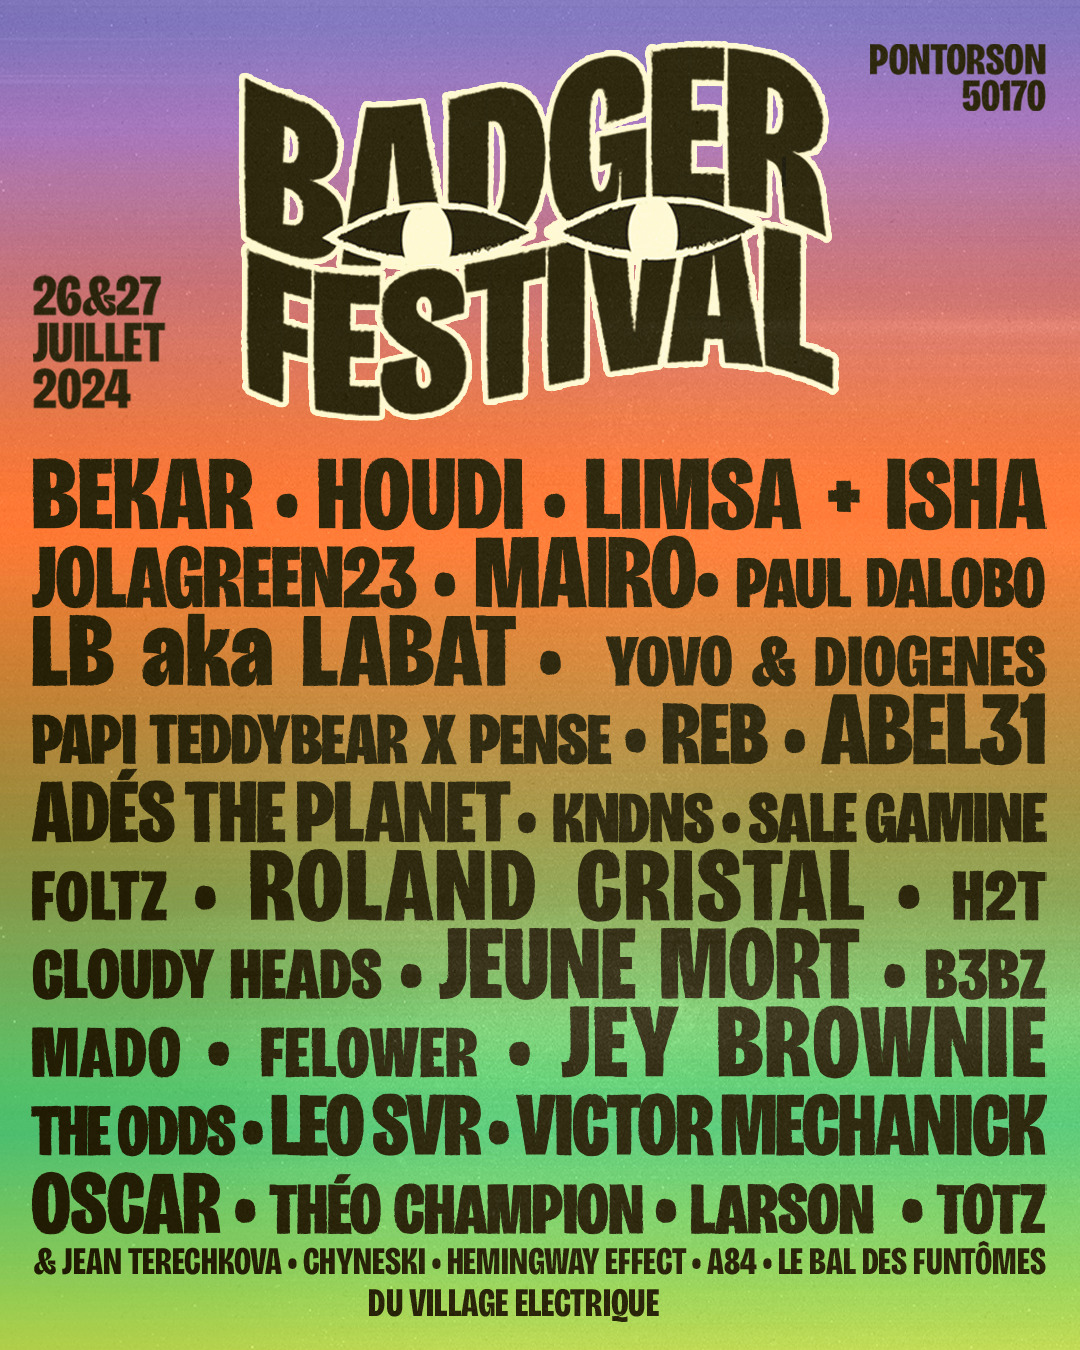 PONTORSON
50170
BADGER
FESTIVAL
26&27
JUILLET
2024
BEKAR • HOUDI • LIMSA + ISHA
JOLAGREEN23 • MAIRO • PAUL DALOBO
LB aka LABAT • YOVO & DIOGENES
PAPI TEDDYBEAR X PENSE • REB • ABEL31
ADÉS THE PLANET • KNDNS • SALE GAMINE
FOLTZ • ROLAND CRISTAL • H2T
CLOUDY HEADS • JEUNE MORT • B3BZ
MADO • FELOWER • JEY BROWNIE
THE ODDS • LEO SVR • VICTOR MECHANICK
OSCAR • THÉO CHAMPION • LARSON • TOTZ
& JEAN TERECHKOVA • CHYNESKI • HEMINGWAY EFFECT • A84 • LE BAL DES FUNTÔMES
DU VILLAGE ELECTRIQUE